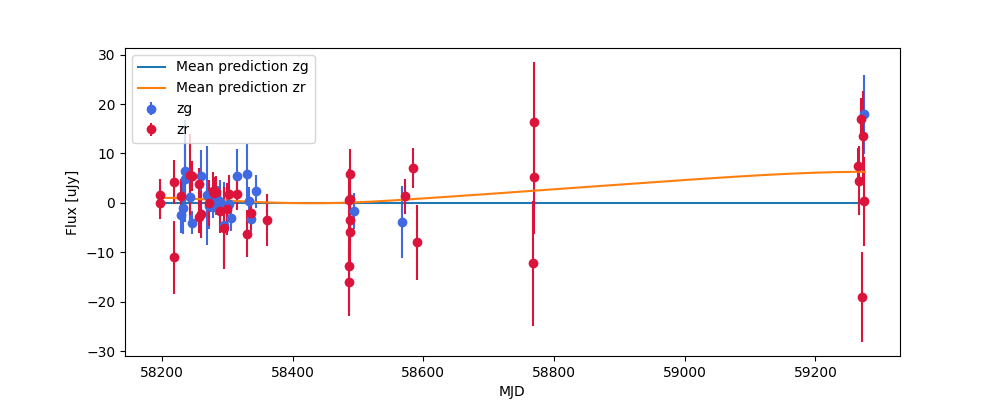 30
20
10
0
−10
−20
−30
Flux [uJy]
Mean prediction zg
Mean prediction zr
zg
zr
58200 58400 58600 58800 59000 59200
MJD